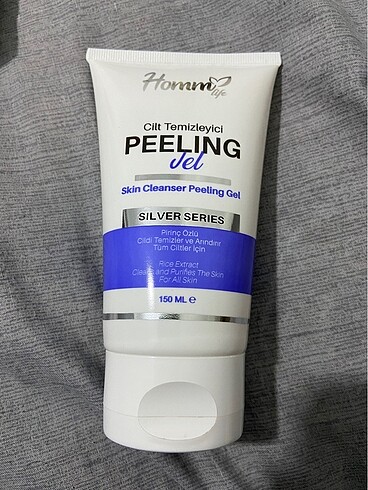 Homm
life
Cilt Temizleyici
PEELING
Jel
Skin Cleanser Peeling Gel
SILVER SERIES
Pirinç Özlü
Cildi Temizler ve Arındırır
Tüm Ciltler İçin
Rice Extract
Cleans and Purifies The Skin
For All Skin
150 ML ℮